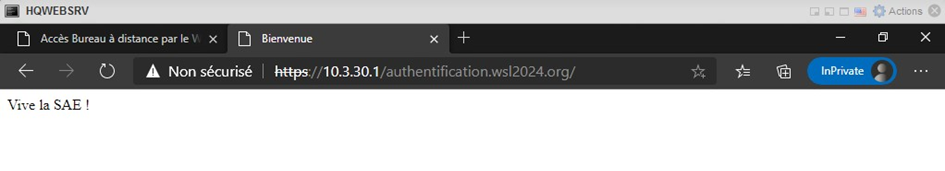 HQWEBSRV
Actions
Accès Bureau à distance par le
Bienvenue
Non sécurisé https://10.3.30.1/authentification.wsl2024.org/
InPrivate
Vive la SAE !